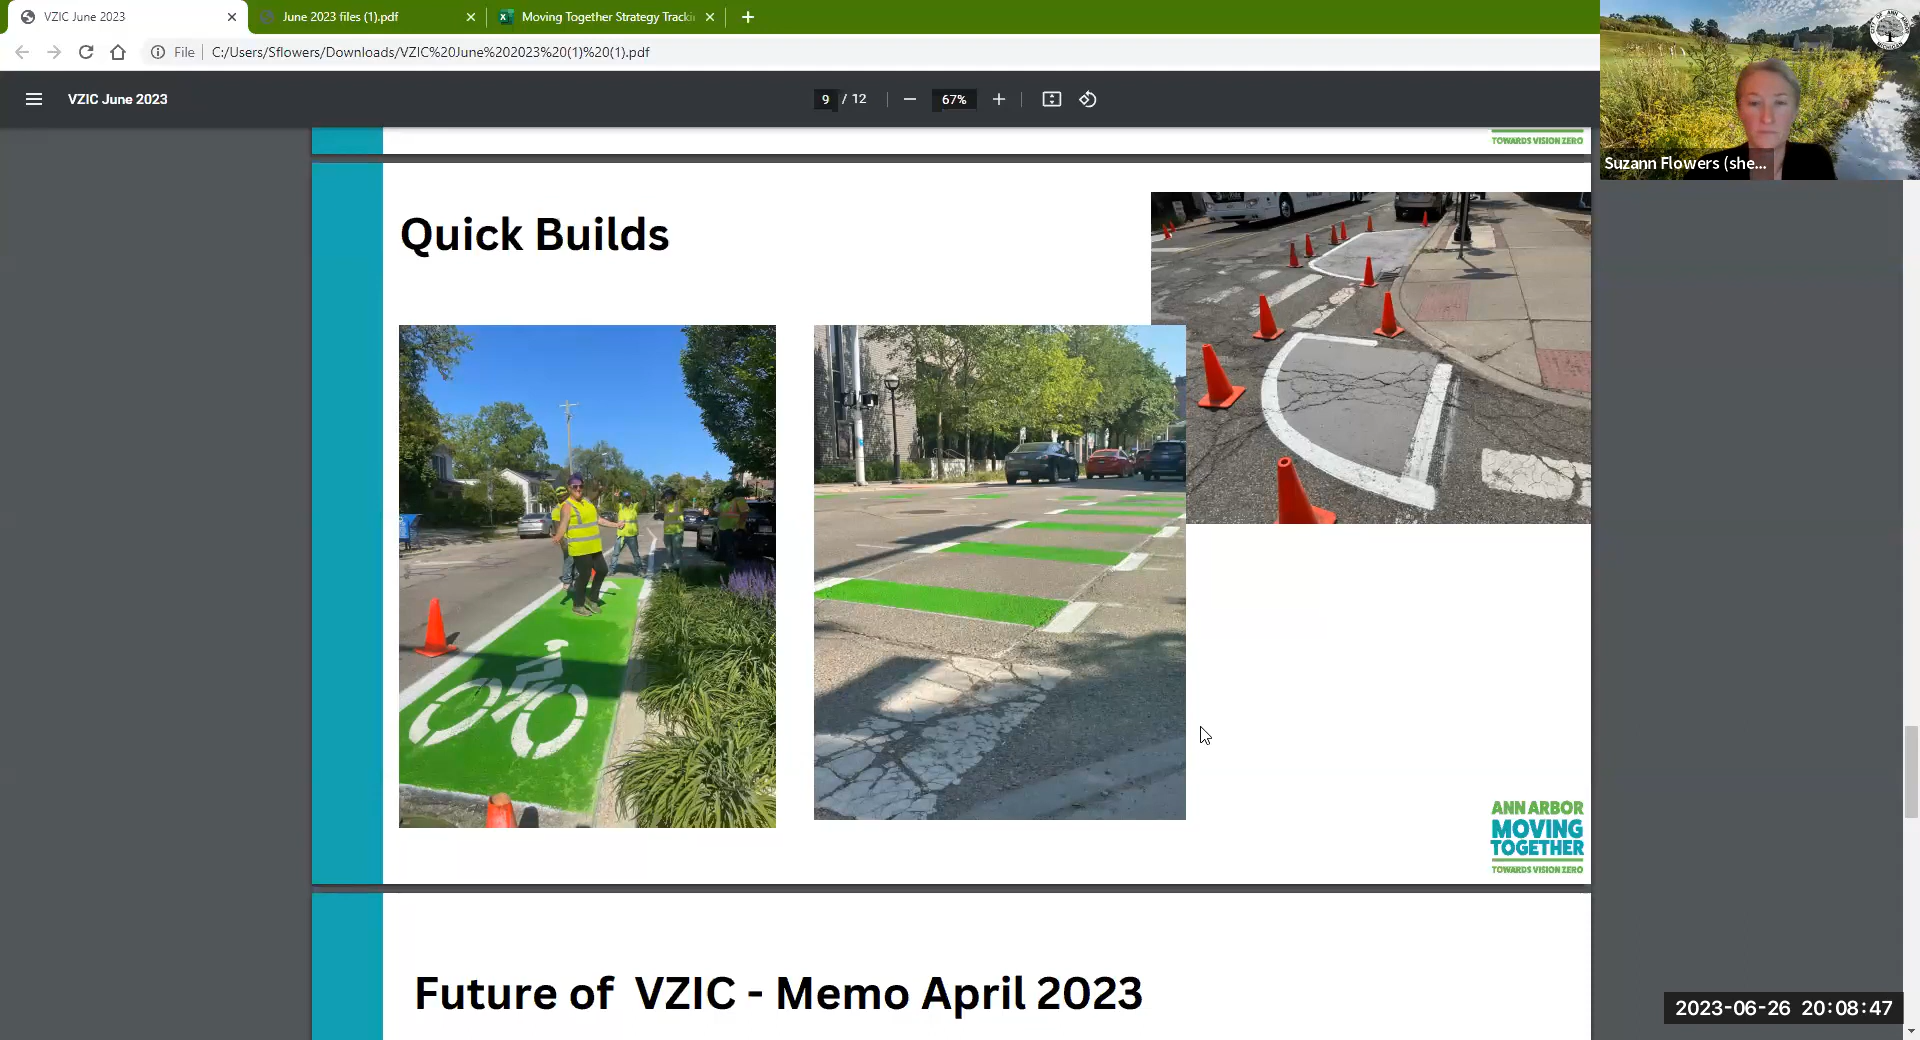 VZIC June 2023
June 2023 files (1).pdf
Moving Together Strategy Tracki
File
C:/Users/Sflowers/Downloads/VZIC%20June%202023%20(1)%20(1).pdf
VZIC June 2023
9 / 12
67%
TOWARDS VISION ZERO
Suzann Flowers (she...
Quick Builds
ANN ARBOR
MOVING
TOGETHER
TOWARDS VISION ZERO
Future of VZIC - Memo April 2023
2023-06-26 20:08:47